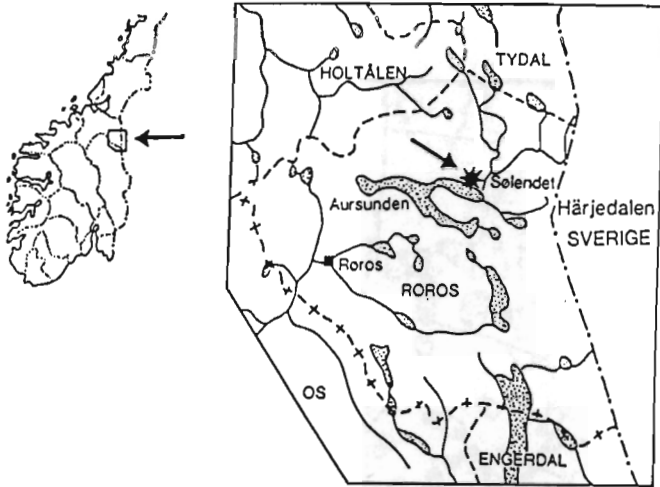 HOLTÅLEN
TYDAL
Sølendet
Aursunden
Härjedalen
SVERIGE
Røros
RØROS
OS
ENGERDAL